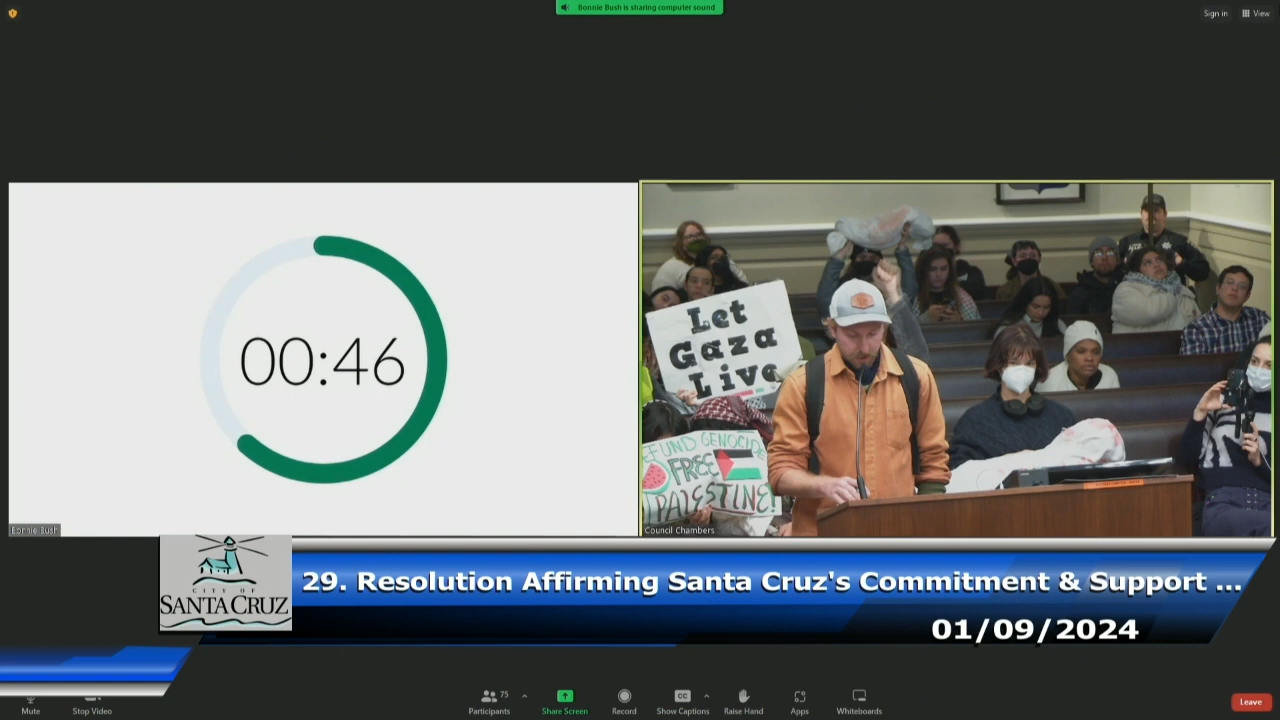 Bonnie Bush is sharing computer sound
Sign in
View
00:46
Bonnie Bush
Let
Gaza
Live
FREE
PALESTINE!
Council Chambers
CITY OF
SANTA CRUZ
29. Resolution Affirming Santa Cruz's Commitment & Support ...
01/09/2024
Mute
Stop Video
Participants
75
Share Screen
CC
Show Captions
Record
Raise Hand
Apps
Whiteboards
Leave